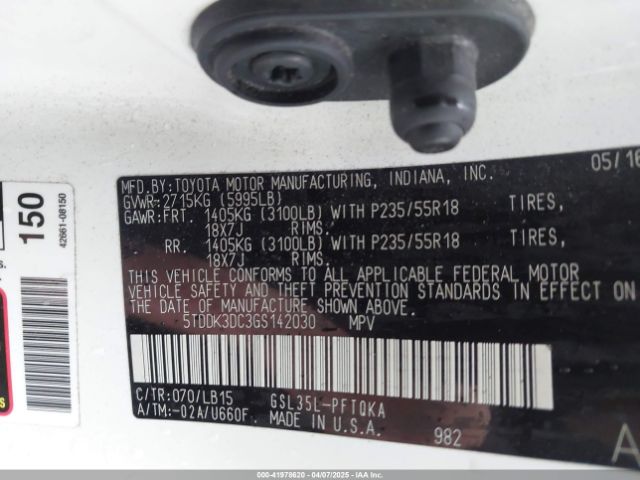 MFD.BY:TOYOTA MOTOR MANUFACTURING, INDIANA, INC. 05/16
GVWR:2715KG (5995LB)
GAWR:FRT. 1405KG (3100LB) WITH P235/55R18 TIRES,
18X7J RIMS.
RR. 1405KG (3100LB) WITH P235/55R18 TIRES,
18X7J RIMS.
THIS VEHICLE CONFORMS TO ALL APPLICABLE FEDERAL MOTOR
VEHICLE SAFETY AND THEFT PREVENTION STANDARDS IN EFFECT ON
THE DATE OF MANUFACTURE SHOWN ABOVE.
5TDDK3DC3GS142030 MPV
C/TR:070/LB15 GSL35L-PFTQKA
A/TM:-02A/U660F. MADE IN U.S.A.
982
A
150
42661-08150
s.
s
000-41978620 - 04/07/2025 - IAAI.COM